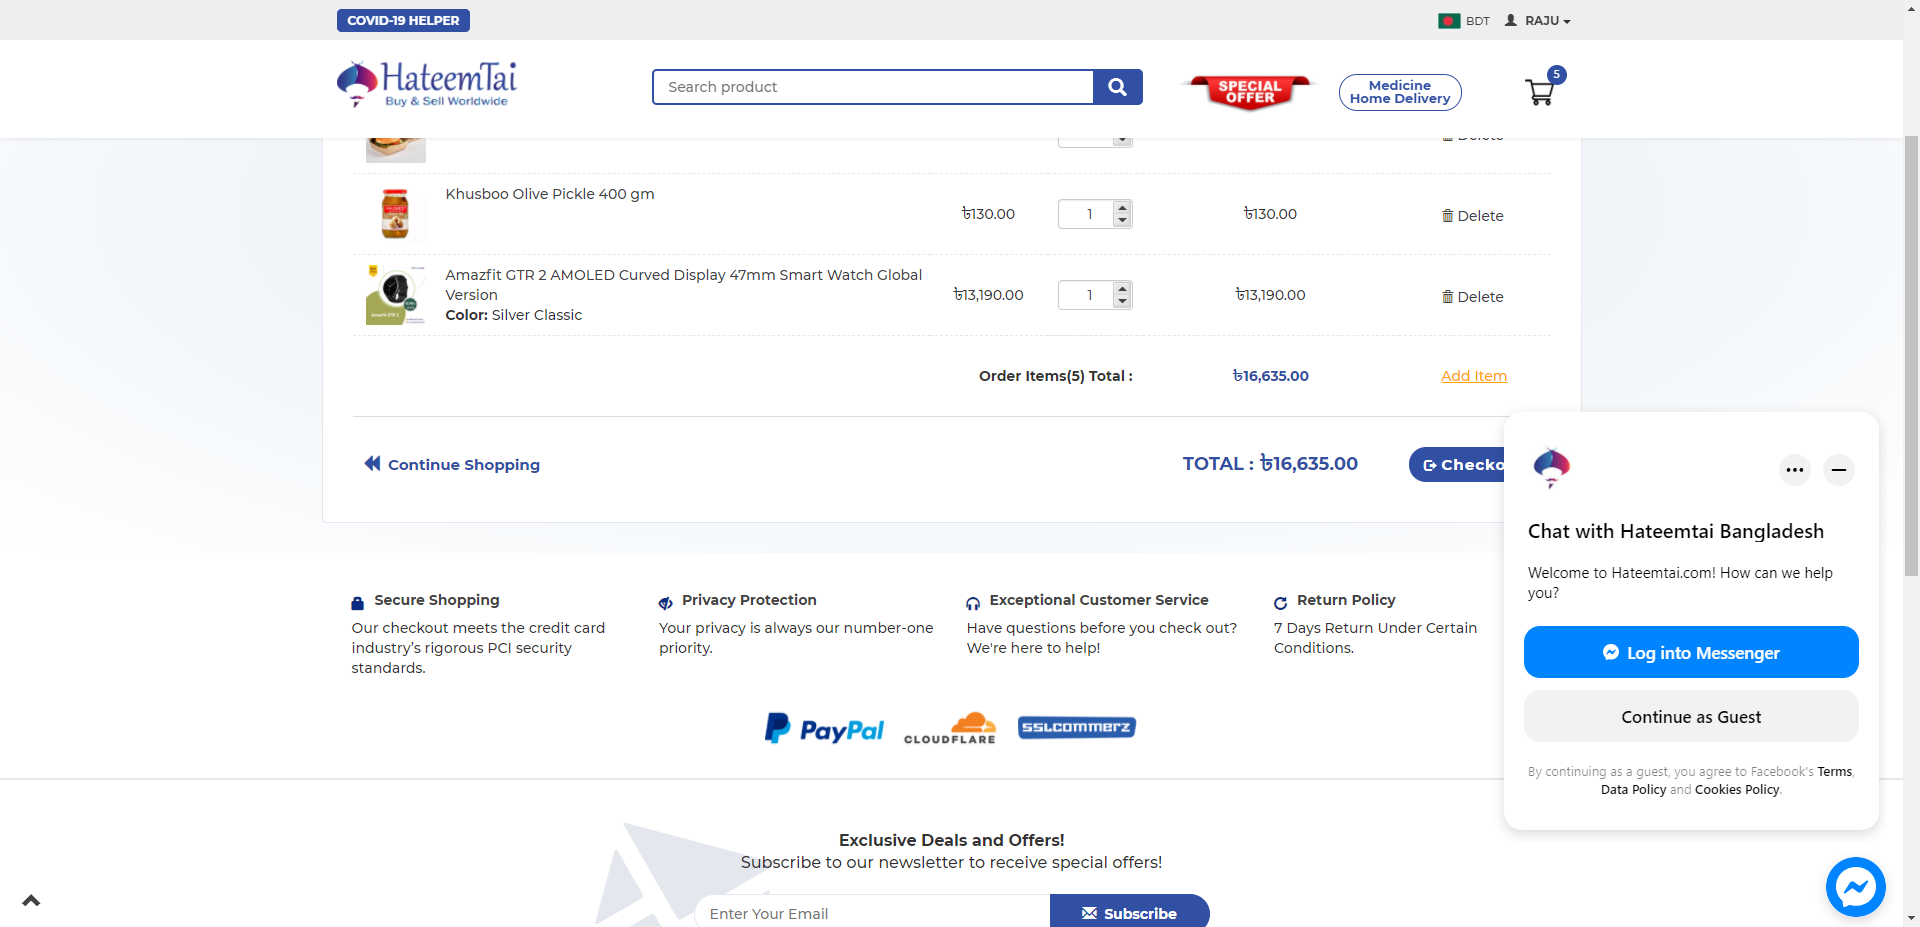 COVID-19 HELPER
BDT
RAJU
HateemTai
Buy & Sell Worldwide
Search product
SPECIAL
OFFER
Medicine
Home Delivery
5
Khusboo Olive Pickle 400 gm
৳130.00
1
৳130.00
Delete
Amazfit GTR 2 AMOLED Curved Display 47mm Smart Watch Global
Version
Color: Silver Classic
৳13,190.00
1
৳13,190.00
Delete
Order Items(5) Total :
৳16,635.00
Add Item
Continue Shopping
TOTAL : ৳16,635.00
Checko
Chat with Hateemtai Bangladesh
Welcome to Hateemtai.com! How can we help
you?
Log into Messenger
Continue as Guest
By continuing as a guest, you agree to Facebook's Terms,
Data Policy and Cookies Policy.
Secure Shopping
Our checkout meets the credit card
industry’s rigorous PCI security
standards.
Privacy Protection
Your privacy is always our number-one
priority.
Exceptional Customer Service
Have questions before you check out?
We're here to help!
Return Policy
7 Days Return Under Certain
Conditions.
PayPal
CLOUDFLARE
SSLCOMMERZ
Exclusive Deals and Offers!
Subscribe to our newsletter to receive special offers!
Enter Your Email
Subscribe